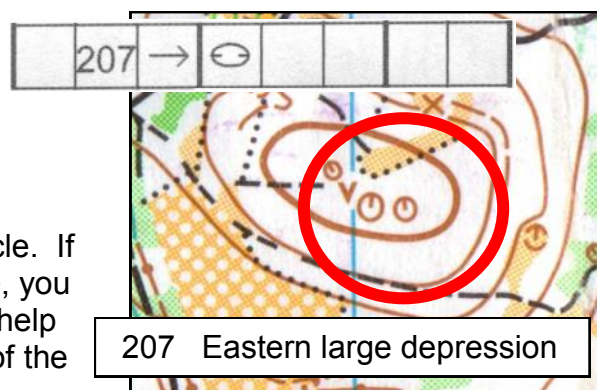 207 →
cle. If
, you
help
of the
207 Eastern large depression